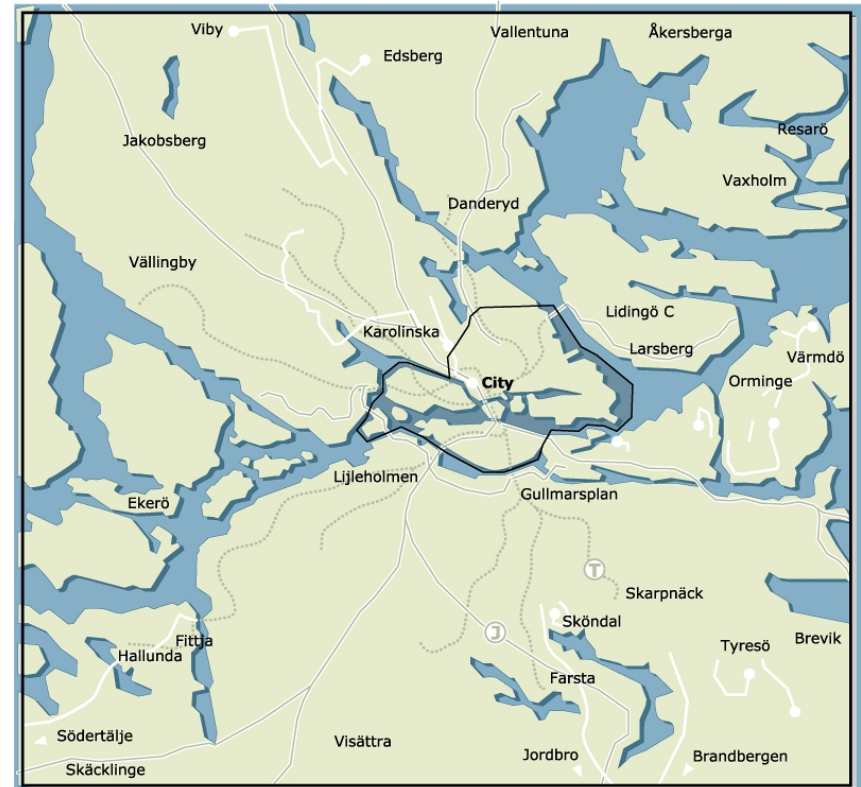 Viby
Vallentuna
Åkersberga
Edsberg
Resarö
Jakobsberg
Vaxholm
Danderyd
Vällingby
Lidingö C
Karolinska
Larsberg
Värmdö
City
Orminge
Lijleholmen
Gullmarsplan
Ekerö
T
Skarpnäck
Sköndal
J
Fittja
Brevik
Tyresö
Hallunda
Farsta
Södertälje
Visättra
Jordbro
Brandbergen
Skäcklinge